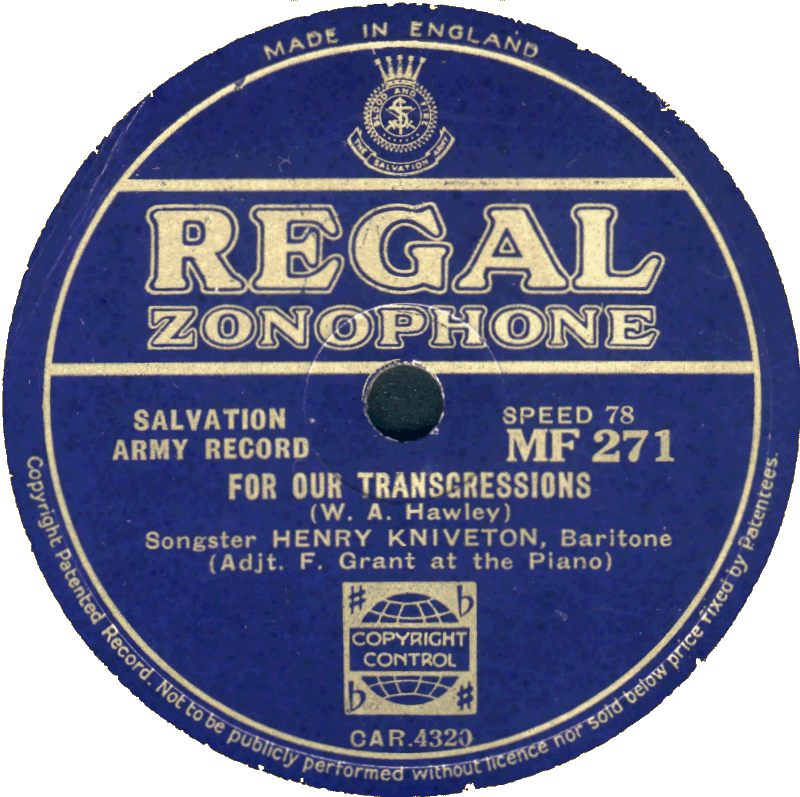 MADE IN ENGLAND
BLOOD AND FIRE
THE SALVATION ARMY
REGAL
ZONOPHONE
SALVATION
ARMY RECORD
SPEED 78
MF 271
FOR OUR TRANSGRESSIONS
(W. A. Hawley)
Songster HENRY KNIVETON, Baritone
(Adjt. F. Grant at the Piano)
COPYRIGHT
CONTROL
CAR.4320
Copyright Patented Record. Not to be publicly performed without licence nor sold below price fixed by Patentees.